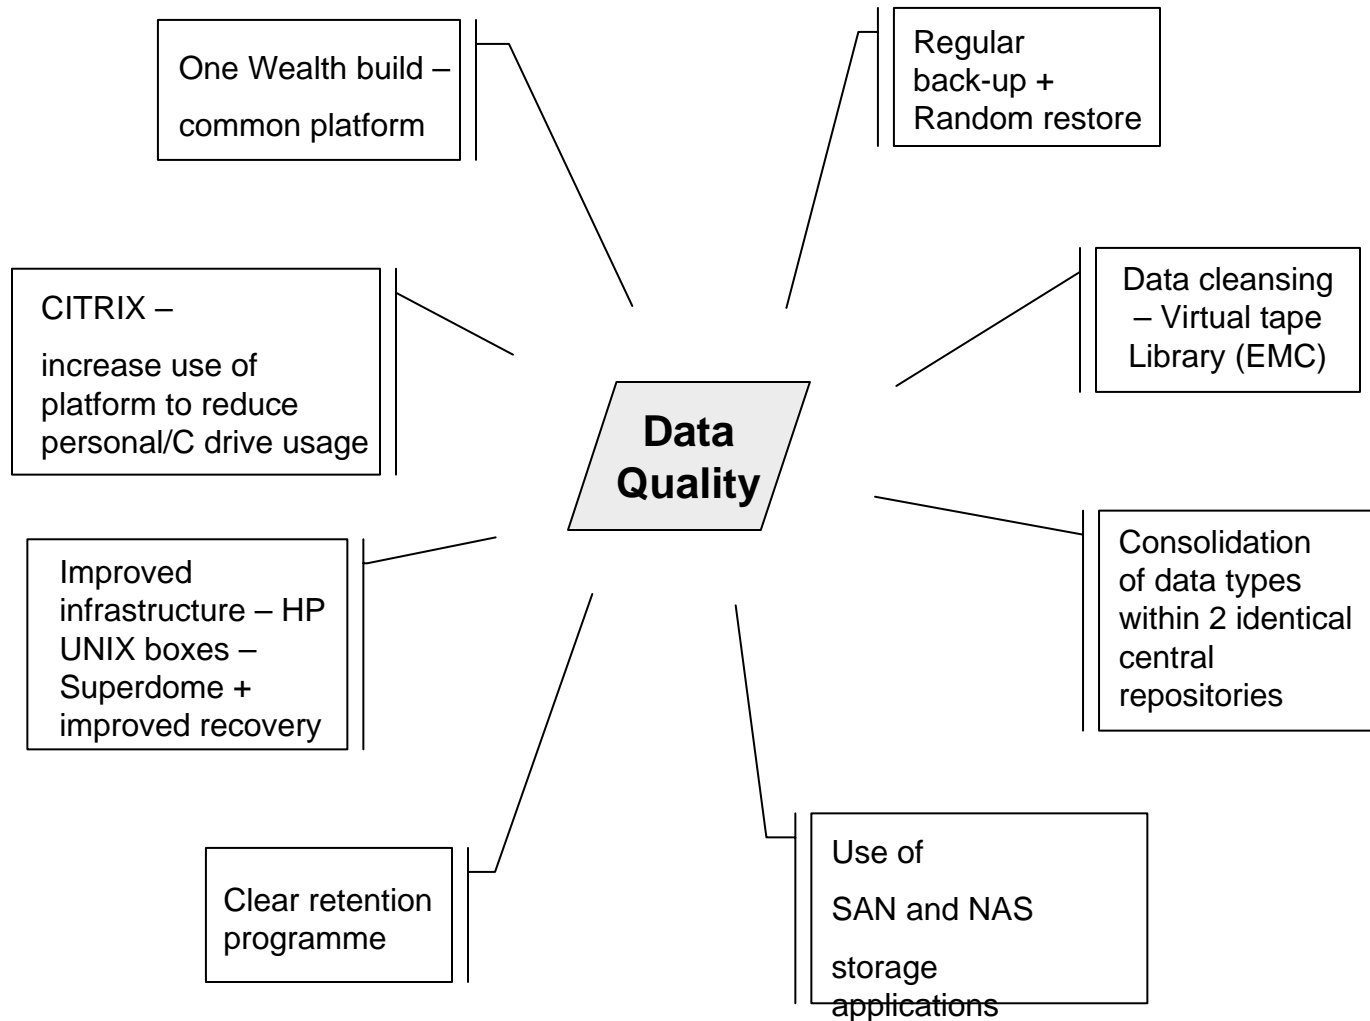 One Wealth build –
common platform
Regular
back-up +
Random restore
CITRIX –
increase use of
platform to reduce
personal/C drive usage
Data cleansing
– Virtual tape
Library (EMC)
Data
Quality
Improved
infrastructure – HP
UNIX boxes –
Superdome +
improved recovery
Consolidation
of data types
within 2 identical
central
repositories
Clear retention
programme
Use of
SAN and NAS
storage
applications